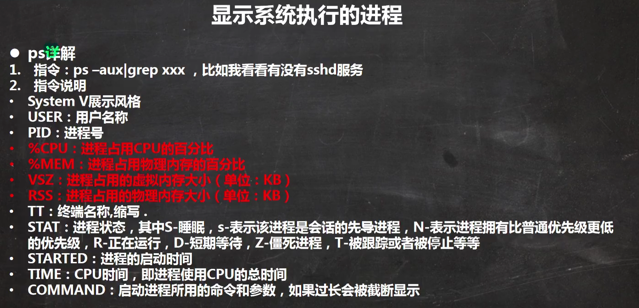 显示系统执行的进程
● ps详解
1. 指令：ps –aux|grep xxx ，比如我看看有没有sshd服务
2. 指令说明
• System V展示风格
• USER：用户名称
• PID：进程号
• %CPU：进程占用CPU的百分比
• %MEM：进程占用物理内存的百分比
• VSZ：进程占用的虚拟内存大小（单位：KB）
• RSS：进程占用的物理内存大小（单位：KB）
• TT：终端名称,缩写 .
• STAT：进程状态，其中S-睡眠，s-表示该进程是会话的先导进程，N-表示进程拥有比普通优先级更低
的优先级，R-正在运行，D-短期等待，Z-僵死进程，T-被跟踪或者被停止等等
• STARTED：进程的启动时间
• TIME：CPU时间，即进程使用CPU的总时间
• COMMAND：启动进程所用的命令和参数，如果过长会被截断显示